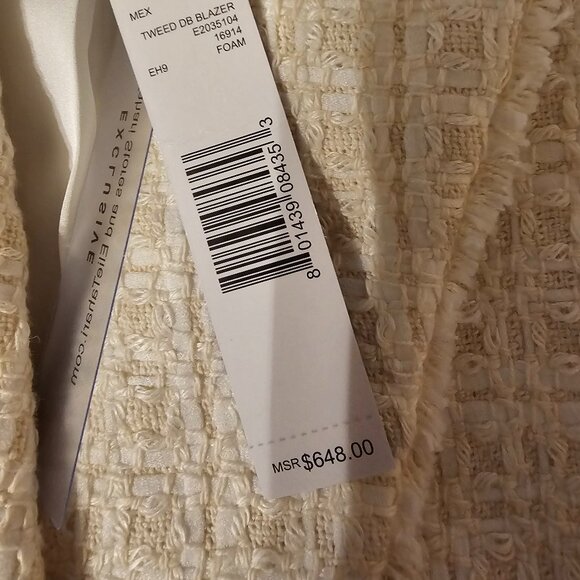 MEX
TWEED DB BLAZER
E2035104
16914
FOAM
EH9
8 01439 08435 3
MSR $648.00
EXCLUSIVE
Stores and ElieTahari.com